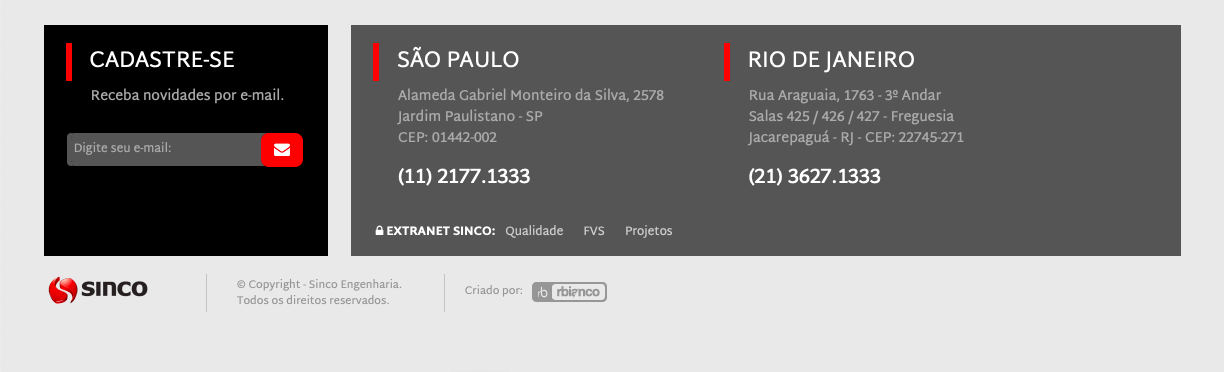 CADASTRE-SE
Receba novidades por e-mail.
Digite seu e-mail:
SÃO PAULO
Alameda Gabriel Monteiro da Silva, 2578
Jardim Paulistano - SP
CEP: 01442-002
(11) 2177.1333
RIO DE JANEIRO
Rua Araguaia, 1763 - 3º Andar
Salas 425 / 426 / 427 - Freguesia
Jacarepaguá - RJ - CEP: 22745-271
(21) 3627.1333
EXTRANET SINCO: Qualidade FVS Projetos
SINCO
© Copyright - Sinco Engenharia.
Todos os direitos reservados.
Criado por: rb rbianco